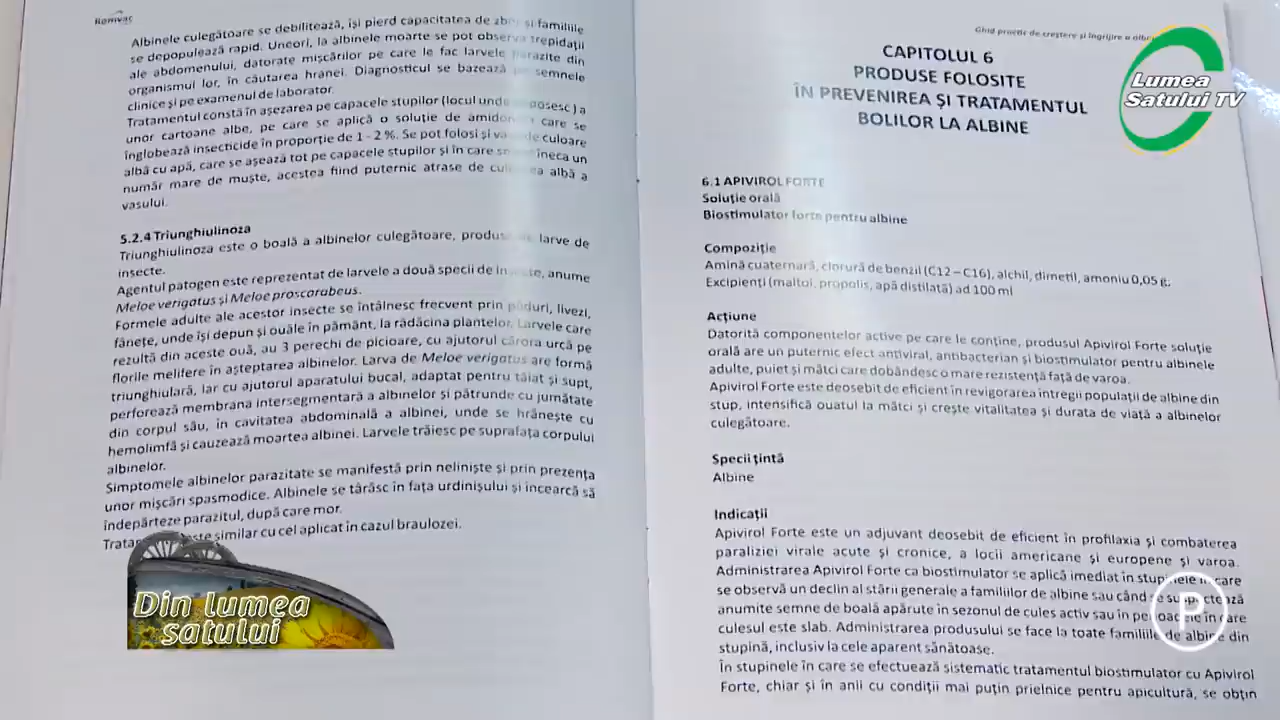 Romvac
Albinele culegătoare se debilitează, își pierd capacitatea de zbor și familiile
se depopulează rapid. Uneori, la albinele moarte se pot observa trepidații
ale abdomenului, datorate mișcărilor pe care le fac larvele parazite din
organismul lor, în căutarea hranei. Diagnosticul se bazează pe semnele
clinice și pe examenul de laborator.
Tratamentul constă în așezarea pe capacele stupilor (locul unde ) a
unor cartoane albe, pe care se aplică o soluție de amidon în care se
înglobează insecticide în proporție de 1 - 2 %. Se pot folosi și vase de culoare
albă cu apă, care se așează tot pe capacele stupilor și în care se îneca un
număr mare de muște, acestea fiind puternic atrase de culoarea albă a
vasului.
5.2.4 Triunghiulinoza
Triunghiulinoza este o boală a albinelor culegătoare, produsă de larve de
insecte.
Agentul patogen este reprezentat de larvele a două specii de insecte, anume
Meloe verigatus și Meloe proscarabeus.
Formele adulte ale acestor insecte se întâlnesc frecvent prin păduri, livezi,
fânețe, unde își depun și ouăle în pământ, la rădăcina plantelor. Larvele care
rezultă din aceste ouă, au 3 perechi de picioare, cu ajutorul cărora urcă pe
florile melifere în așteptarea albinelor. Larva de Meloe verigatus are formă
triunghiulară, iar cu ajutorul aparatului bucal, adaptat pentru tăiat și supt,
perforează membrana intersegmentară a albinelor și pătrunde cu jumătate
din corpul său, în cavitatea abdominală a albinei, unde se hrănește cu
hemolimfă și cauzează moartea albinei. Larvele trăiesc pe suprafața corpului
albinelor.
Simptomele albinelor parazitate se manifestă prin neliniște și prin prezența
unor mișcări spasmodice. Albinele se târăsc în fața urdinișului și încearcă să
îndepărteze parazitul, după care mor.
este similar cu cel aplicat în cazul braulozei.
Din lumea
satului
Ghid practic de creștere și îngrijire a
CAPITOLUL 6
PRODUSE FOLOSITE
ÎN PREVENIREA ȘI TRATAMENTUL
BOLILOR LA ALBINE
Lumea
Satului TV
6.1 APIVIROL FORTE
Soluție orală
Biostimulator forte pentru albine
Compoziție
Amină cuaternară, clorură de benzil (C12 – C16), alchil, dimetil, amoniu 0,05 g;
Excipienți (maltol, propolis, apă distilată) ad 100 ml
Acțiune
Datorită componentelor active pe care le conține, produsul Apivirol Forte soluție
orală are un puternic efect antiviral, antibacterian și biostimulator pentru albinele
adulte, puiet și mătci care dobândesc o mare rezistență față de varoa.
Apivirol Forte este deosebit de eficient în revigorarea întregii populații de albine din
stup, intensifică ouatul la mătci și crește vitalitatea și durata de viață a albinelor
culegătoare.
Specii țintă
Albine
Indicații
Apivirol Forte este un adjuvant deosebit de eficient în profilaxia și combaterea
paraliziei virale acute și cronice, a locii americane și europene și varoa.
Administrarea Apivirol Forte ca biostimulator se aplică imediat în stupinele în care
se observă un declin al stării generale a familiilor de albine sau când se suspectează
anumite semne de boală apărute în sezonul de cules activ sau în perioadele în care
culesul este slab. Administrarea produsului se face la toate familiile de albine din
stupină, inclusiv la cele aparent sănătoase.
În stupinele în care se efectuează sistematic tratamentul biostimulator cu Apivirol
Forte, chiar și în anii cu condiții mai puțin prielnice pentru apicultură, se obțin
P